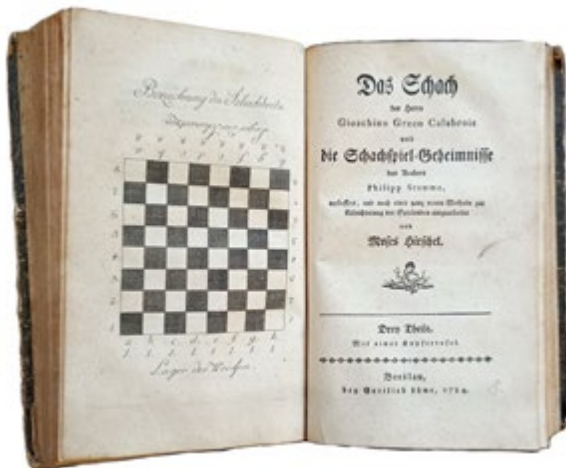 Bezeichnung des Schachbretts
a b c d e f g h
Lager des
Das Schach
des Herrn
Gioachino Greco Calabrois
und
die Schachspiel-Geheimnisse
des Arabers
Philipp Stamma,
verbessert, und nach einer ganz neuen Methode zur
Erleichterung der Spielenden umgearbeitet
von
Moses Hirschel.
Drey Theile.
Mit einer Kupfertafel.
Breslau,
bey Gottlieb Löwe, 1784.